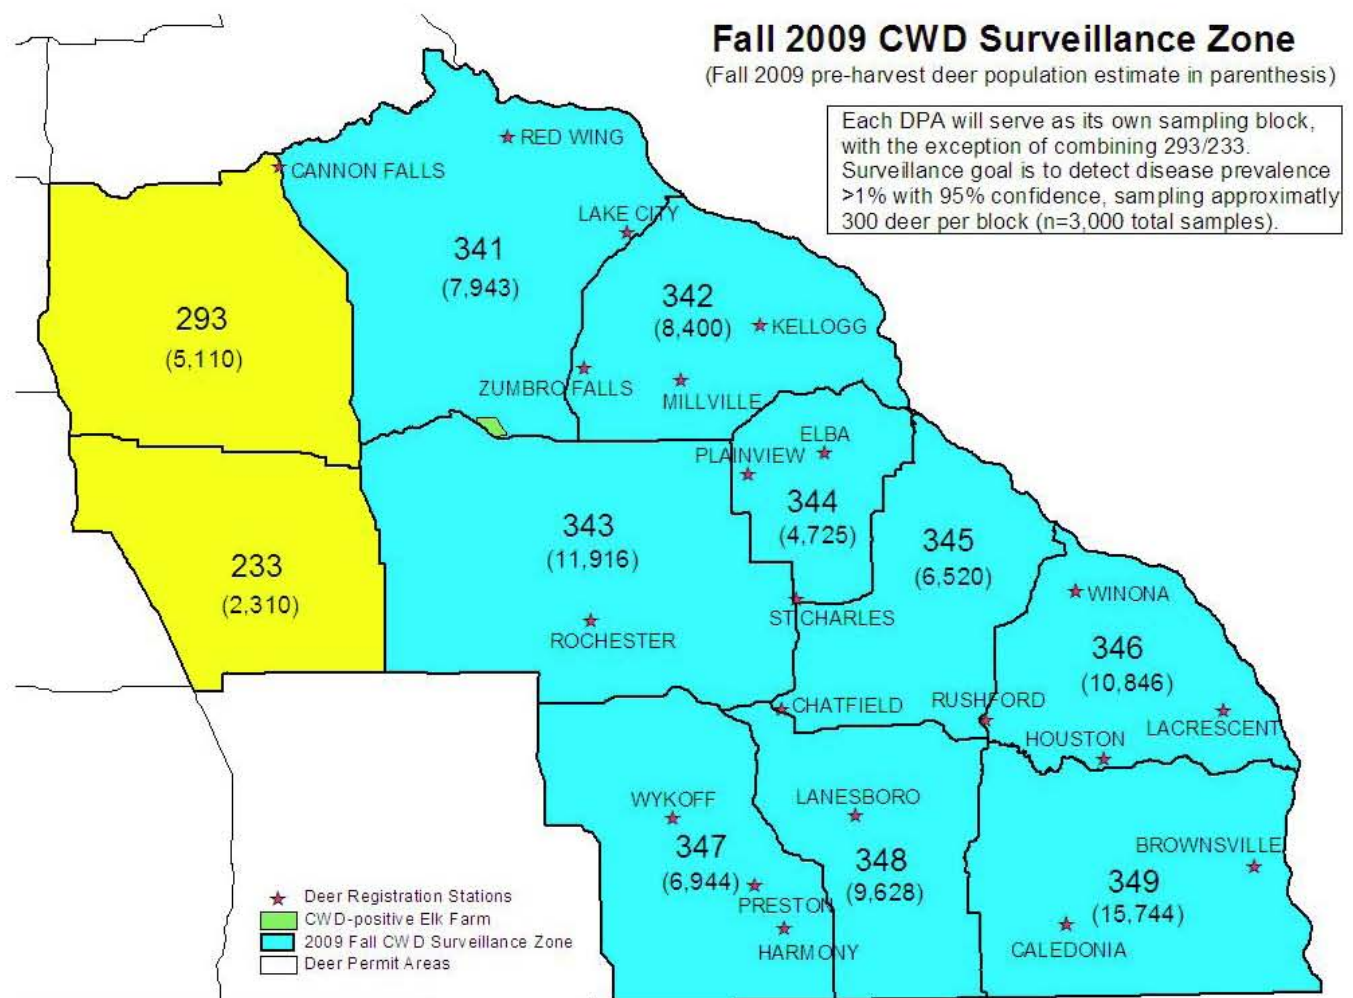 Fall 2009 CWD Surveillance Zone
(Fall 2009 pre-harvest deer population estimate in parenthesis)
Each DPA will serve as its own sampling block,
with the exception of combining 293/233.
Surveillance goal is to detect disease prevalence
>1% with 95% confidence, sampling approximatly
300 deer per block (n=3,000 total samples).
RED WING
CANNON FALLS
LAKE CITY
341
(7,943)
342
(8,400)
KELLOGG
293
(5,110)
ZUMBRO FALLS
MILLVILLE
ELBA
PLAINVIEW
344
(4,725)
343
(11,916)
345
(6,520)
233
(2,310)
WINONA
ST CHARLES
ROCHESTER
346
(10,846)
CHATFIELD
RUSHFORD
LACRESCENT
HOUSTON
WYKOFF
LANESBORO
347
(6,944)
348
(9,628)
BROWNSVILLE
349
(15,744)
PRESTON
HARMONY
CALEDONIA
Deer Registration Stations
CWD-positive Elk Farm
2009 Fall CWD Surveillance Zone
Deer Permit Areas